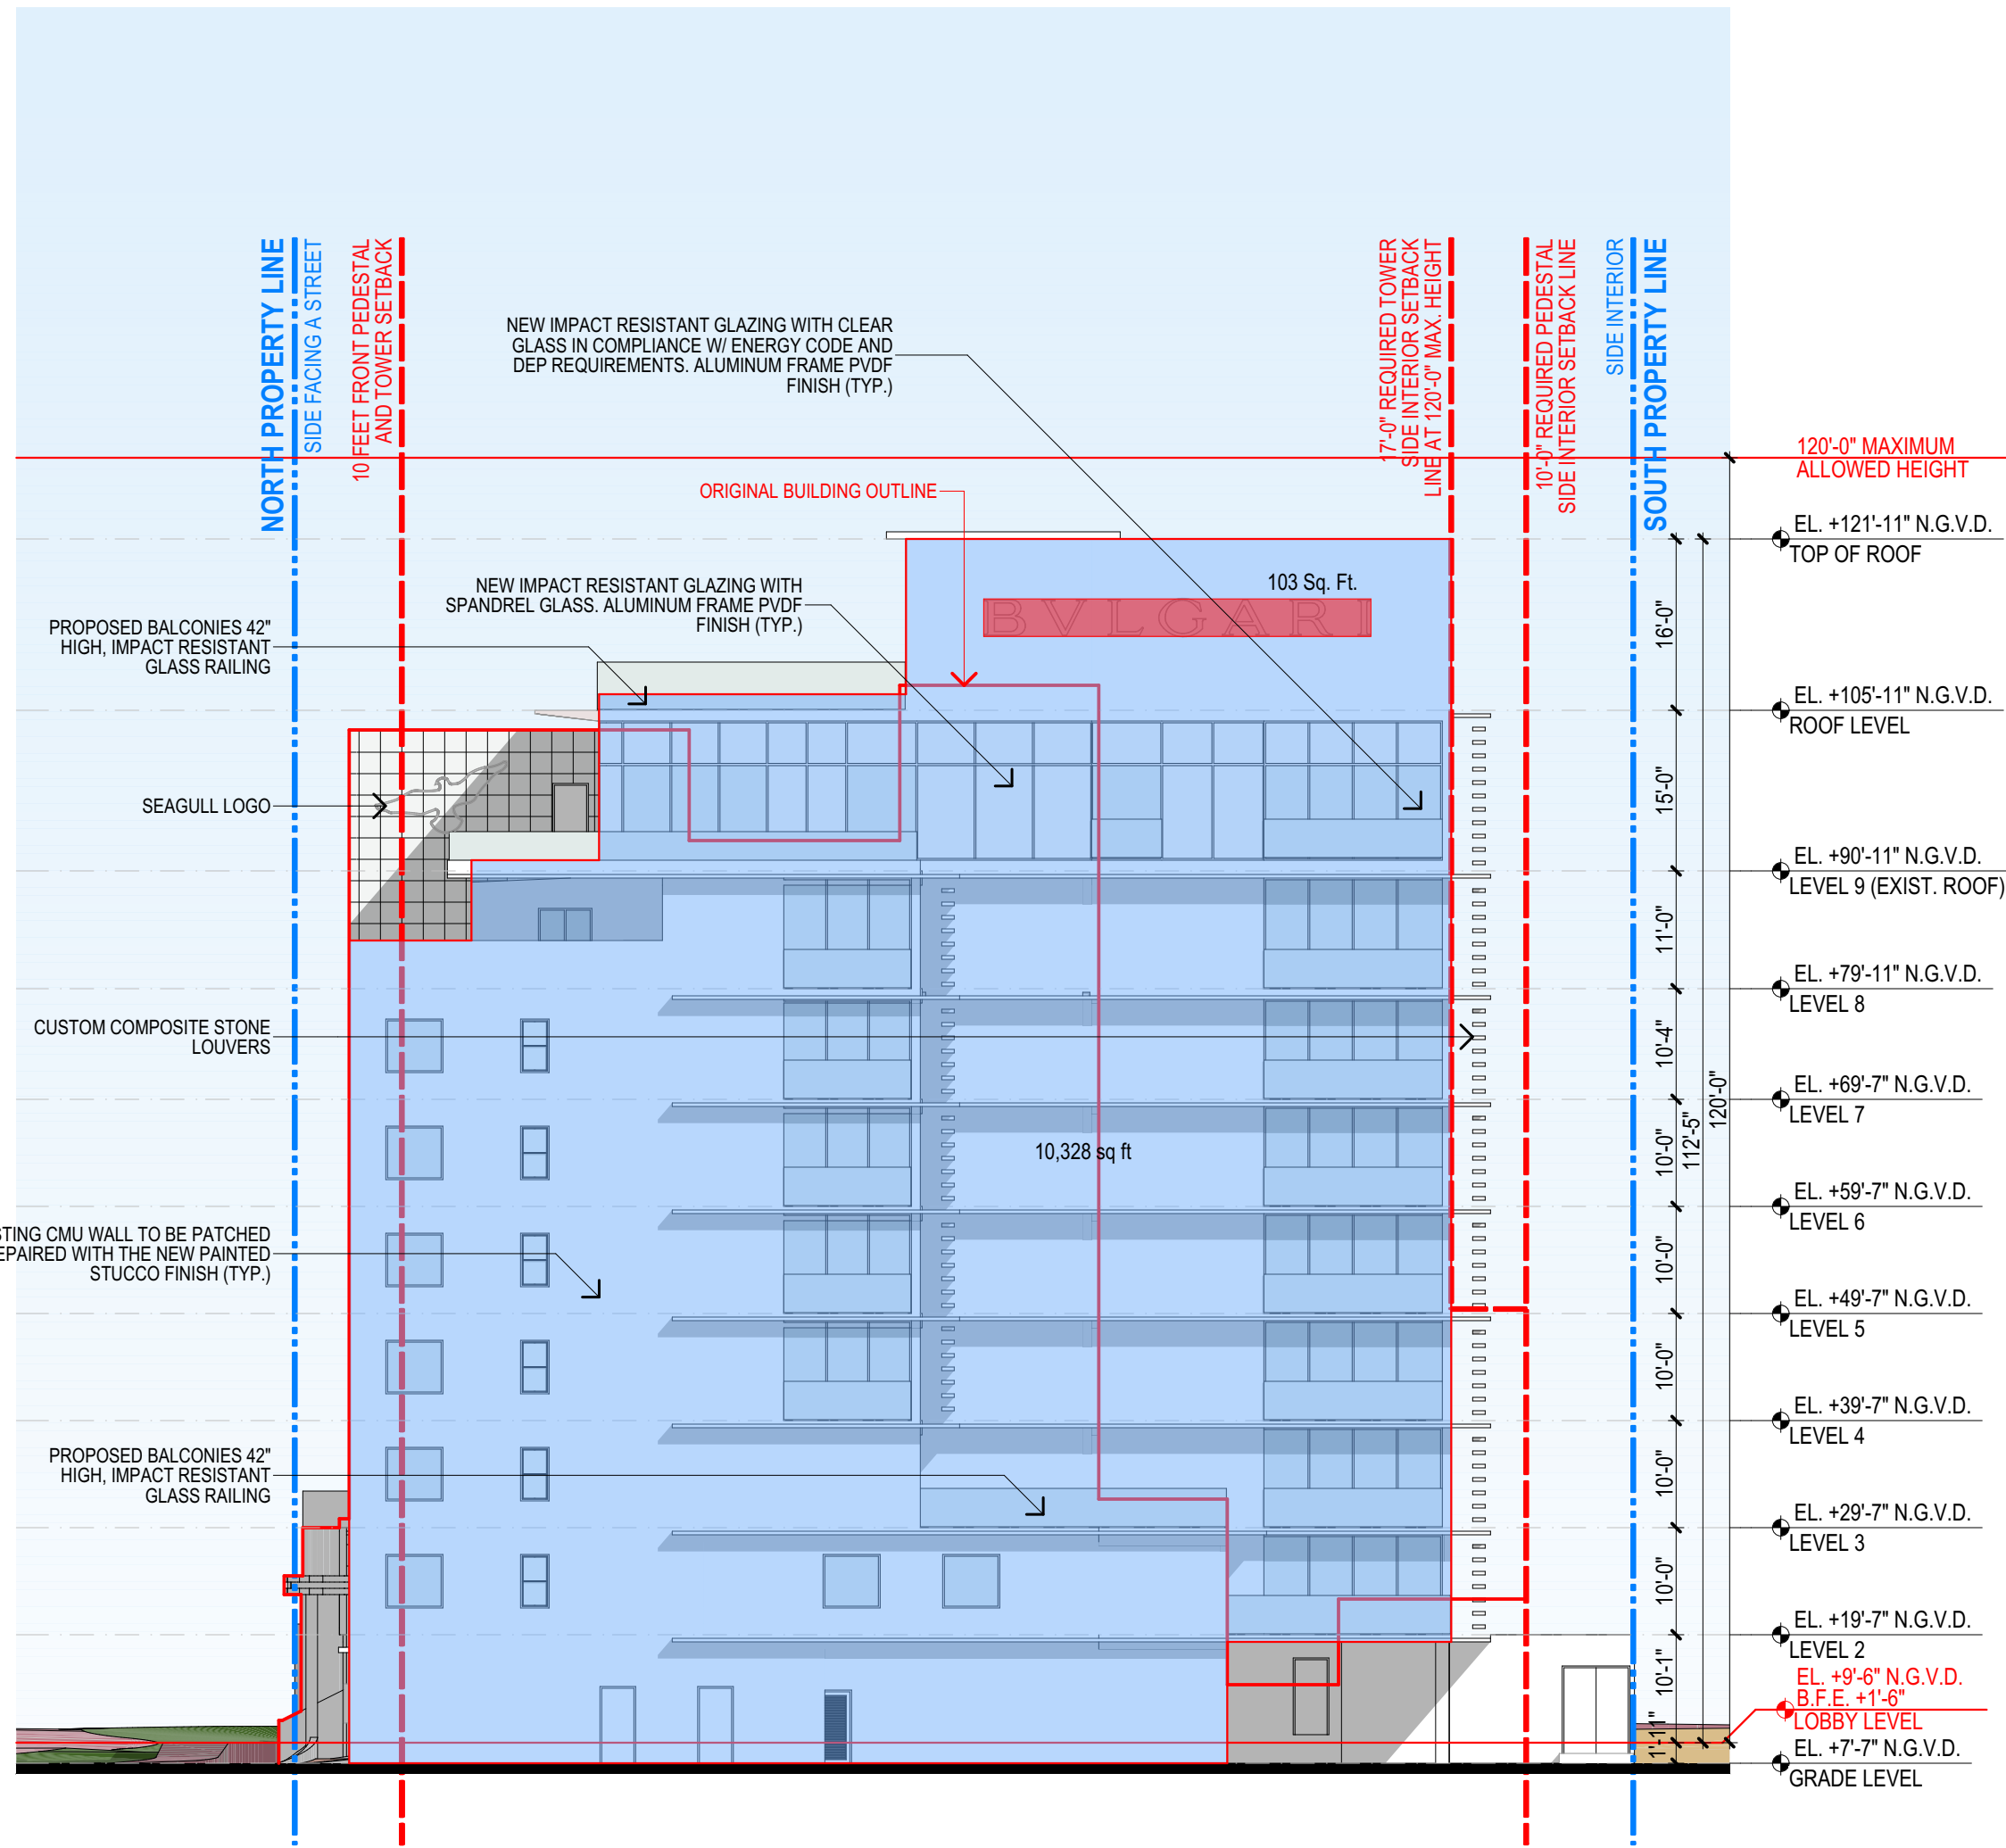 NORTH PROPERTY LINE
SIDE FACING A STREET
10 FEET FRONT PEDESTAL
AND TOWER SETBACK
17'-0" REQUIRED TOWER
SIDE INTERIOR SETBACK
LINE AT 120'-0" MAX. HEIGHT
10'-0" REQUIRED PEDESTAL
SIDE INTERIOR SETBACK LINE
SIDE INTERIOR
SOUTH PROPERTY LINE
NEW IMPACT RESISTANT GLAZING WITH CLEAR
GLASS IN COMPLIANCE W/ ENERGY CODE AND
DEP REQUIREMENTS. ALUMINUM FRAME PVDF
FINISH (TYP.)
ORIGINAL BUILDING OUTLINE
NEW IMPACT RESISTANT GLAZING WITH
SPANDREL GLASS. ALUMINUM FRAME PVDF
FINISH (TYP.)
103 Sq. Ft.
BVLGARI
PROPOSED BALCONIES 42"
HIGH, IMPACT RESISTANT
GLASS RAILING
SEAGULL LOGO
CUSTOM COMPOSITE STONE
LOUVERS
10,328 sq ft
STING CMU WALL TO BE PATCHED
EPAIRED WITH THE NEW PAINTED
STUCCO FINISH (TYP.)
PROPOSED BALCONIES 42"
HIGH, IMPACT RESISTANT
GLASS RAILING
16'-0"
15'-0"
11'-0"
10'-4"
10'-0"
10'-0"
10'-0"
10'-0"
10'-0"
10'-1"
1'-11"
112'-5"
120'-0"
120'-0" MAXIMUM
ALLOWED HEIGHT
EL. +121'-11" N.G.V.D.
TOP OF ROOF
EL. +105'-11" N.G.V.D.
ROOF LEVEL
EL. +90'-11" N.G.V.D.
LEVEL 9 (EXIST. ROOF)
EL. +79'-11" N.G.V.D.
LEVEL 8
EL. +69'-7" N.G.V.D.
LEVEL 7
EL. +59'-7" N.G.V.D.
LEVEL 6
EL. +49'-7" N.G.V.D.
LEVEL 5
EL. +39'-7" N.G.V.D.
LEVEL 4
EL. +29'-7" N.G.V.D.
LEVEL 3
EL. +19'-7" N.G.V.D.
LEVEL 2
EL. +9'-6" N.G.V.D.
B.F.E. +1'-6"
LOBBY LEVEL
EL. +7'-7" N.G.V.D.
GRADE LEVEL